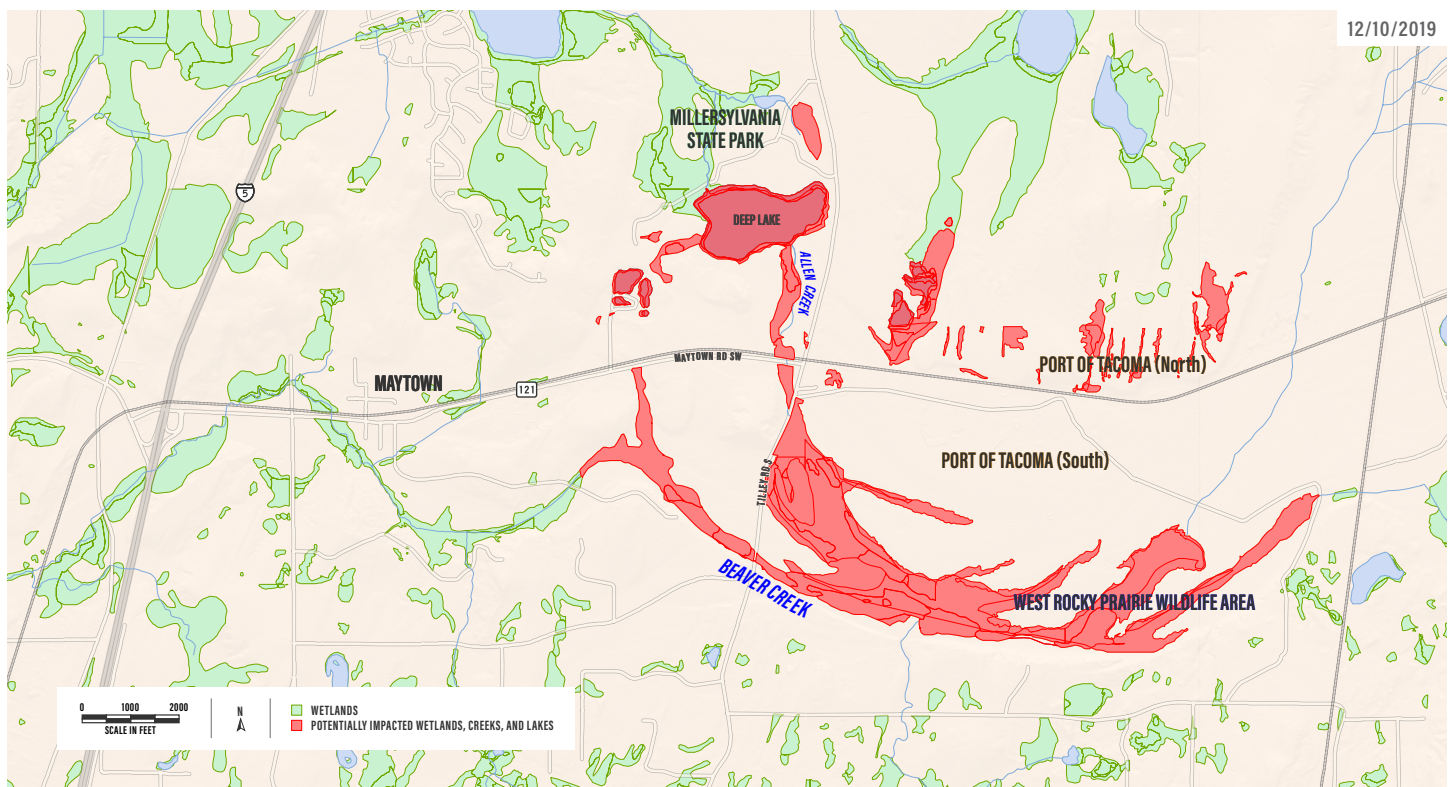 12/10/2019
MILLERSYLVANIA
STATE PARK
5
DEEP LAKE
ALLEN CREEK
MAYTOWN RD SW
PORT OF TACOMA (North)
MAYTOWN
121
PORT OF TACOMA (South)
TILLEY RD S
BEAVER CREEK
WEST ROCKY PRAIRIE WILDLIFE AREA
0 1000 2000
SCALE IN FEET
N
WETLANDS
POTENTIALLY IMPACTED WETLANDS, CREEKS, AND LAKES